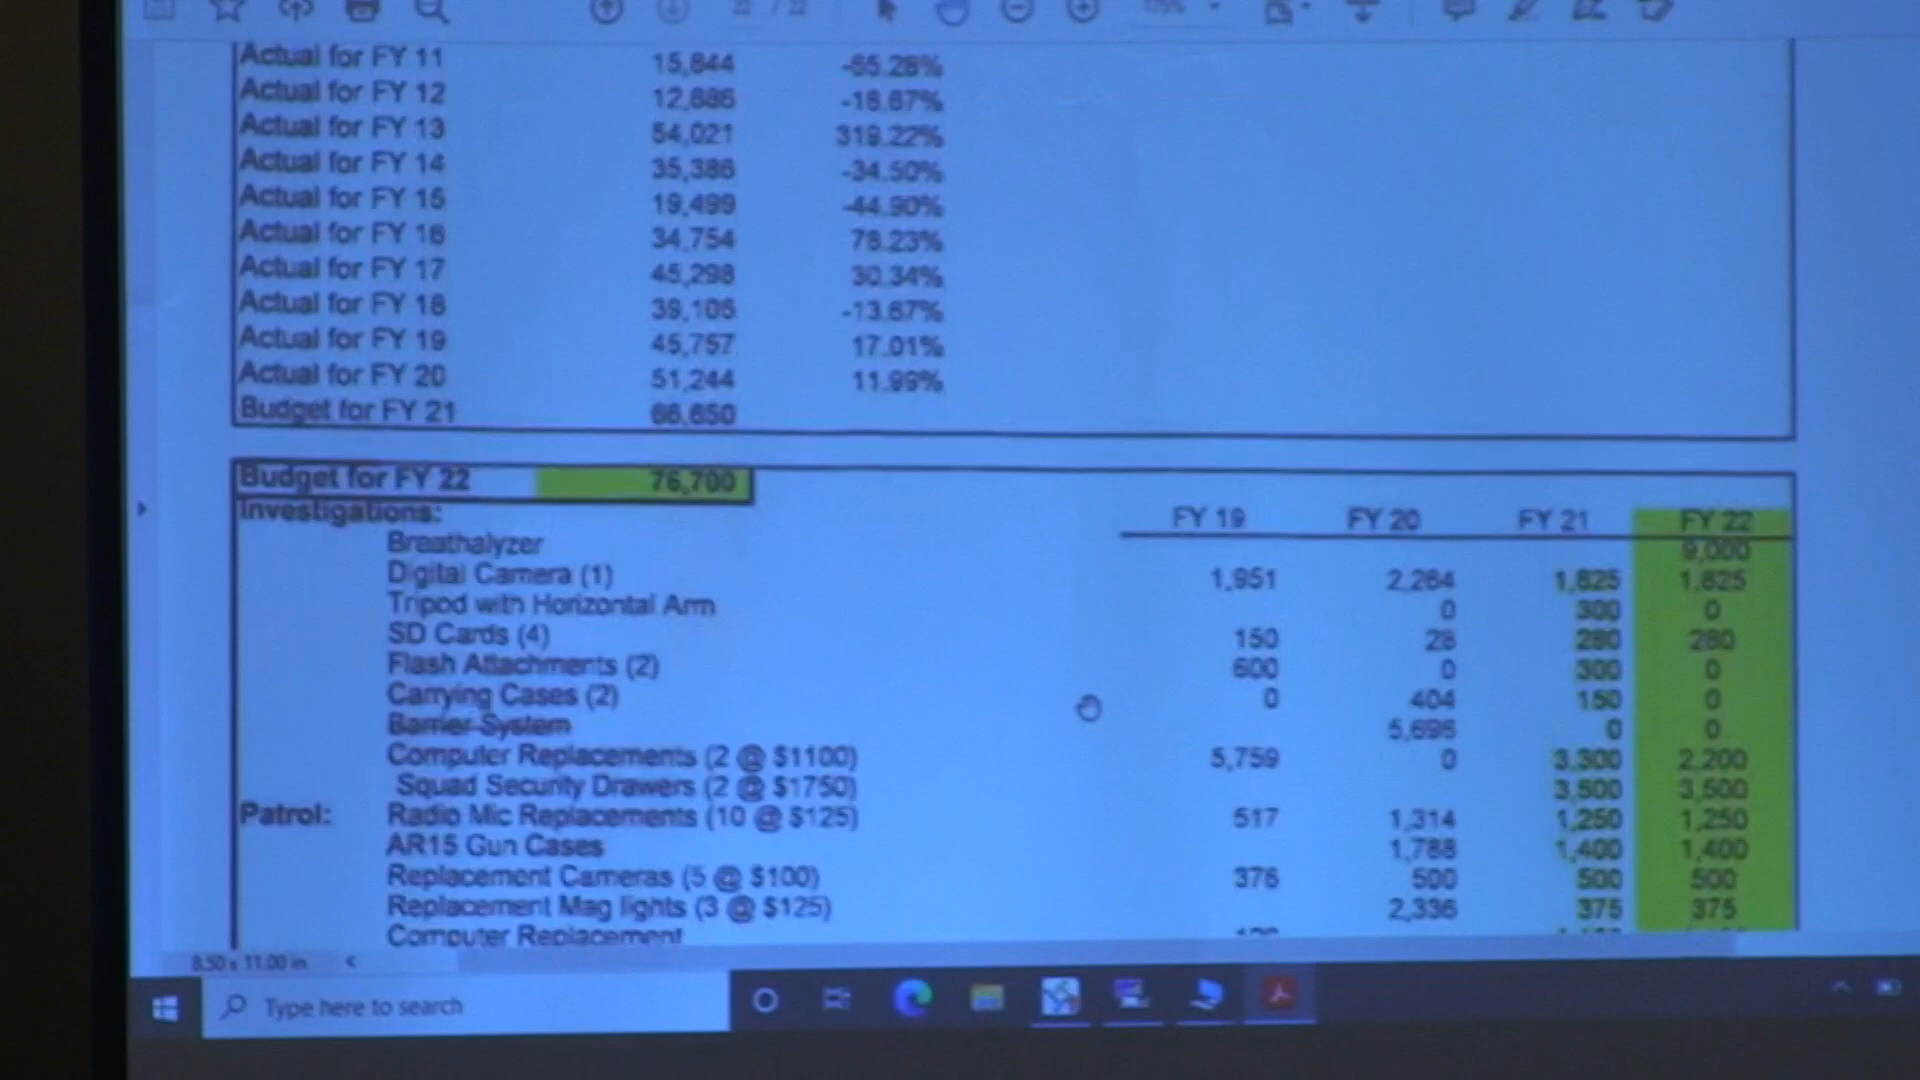 22 / 22 175%
Actual for FY 11 15,844 -65.28%
Actual for FY 12 12,886 -18.67%
Actual for FY 13 54,021 319.22%
Actual for FY 14 35,386 -34.50%
Actual for FY 15 19,499 -44.90%
Actual for FY 16 34,754 78.23%
Actual for FY 17 45,298 30.34%
Actual for FY 18 39,105 -13.67%
Actual for FY 19 45,757 17.01%
Actual for FY 20 51,244 11.99%
Budget for FY 21 66,650
Budget for FY 22 76,700
Investigations: FY 19 FY 20 FY 21 FY 22
Breathalyzer 9,000
Digital Camera (1) 1,951 2,264 1,825 1,825
Tripod with Horizontal Arm 0 300 0
SD Cards (4) 150 28 280 280
Flash Attachments (2) 600 0 300 0
Carrying Cases (2) 0 404 150 0
Barrier System 5,696 0 0
Computer Replacements (2 @ $1100) 5,759 0 3,300 2,200
Squad Security Drawers (2 @ $1750) 3,500 3,500
Patrol: Radio Mic Replacements (10 @ $125) 517 1,314 1,250 1,250
AR15 Gun Cases 1,788 1,400 1,400
Replacement Cameras (5 @ $100) 376 500 500 500
Replacement Mag lights (3 @ $125) 2,336 375 375
Computer Replacement
8.50 x 11.00 in
Type here to search